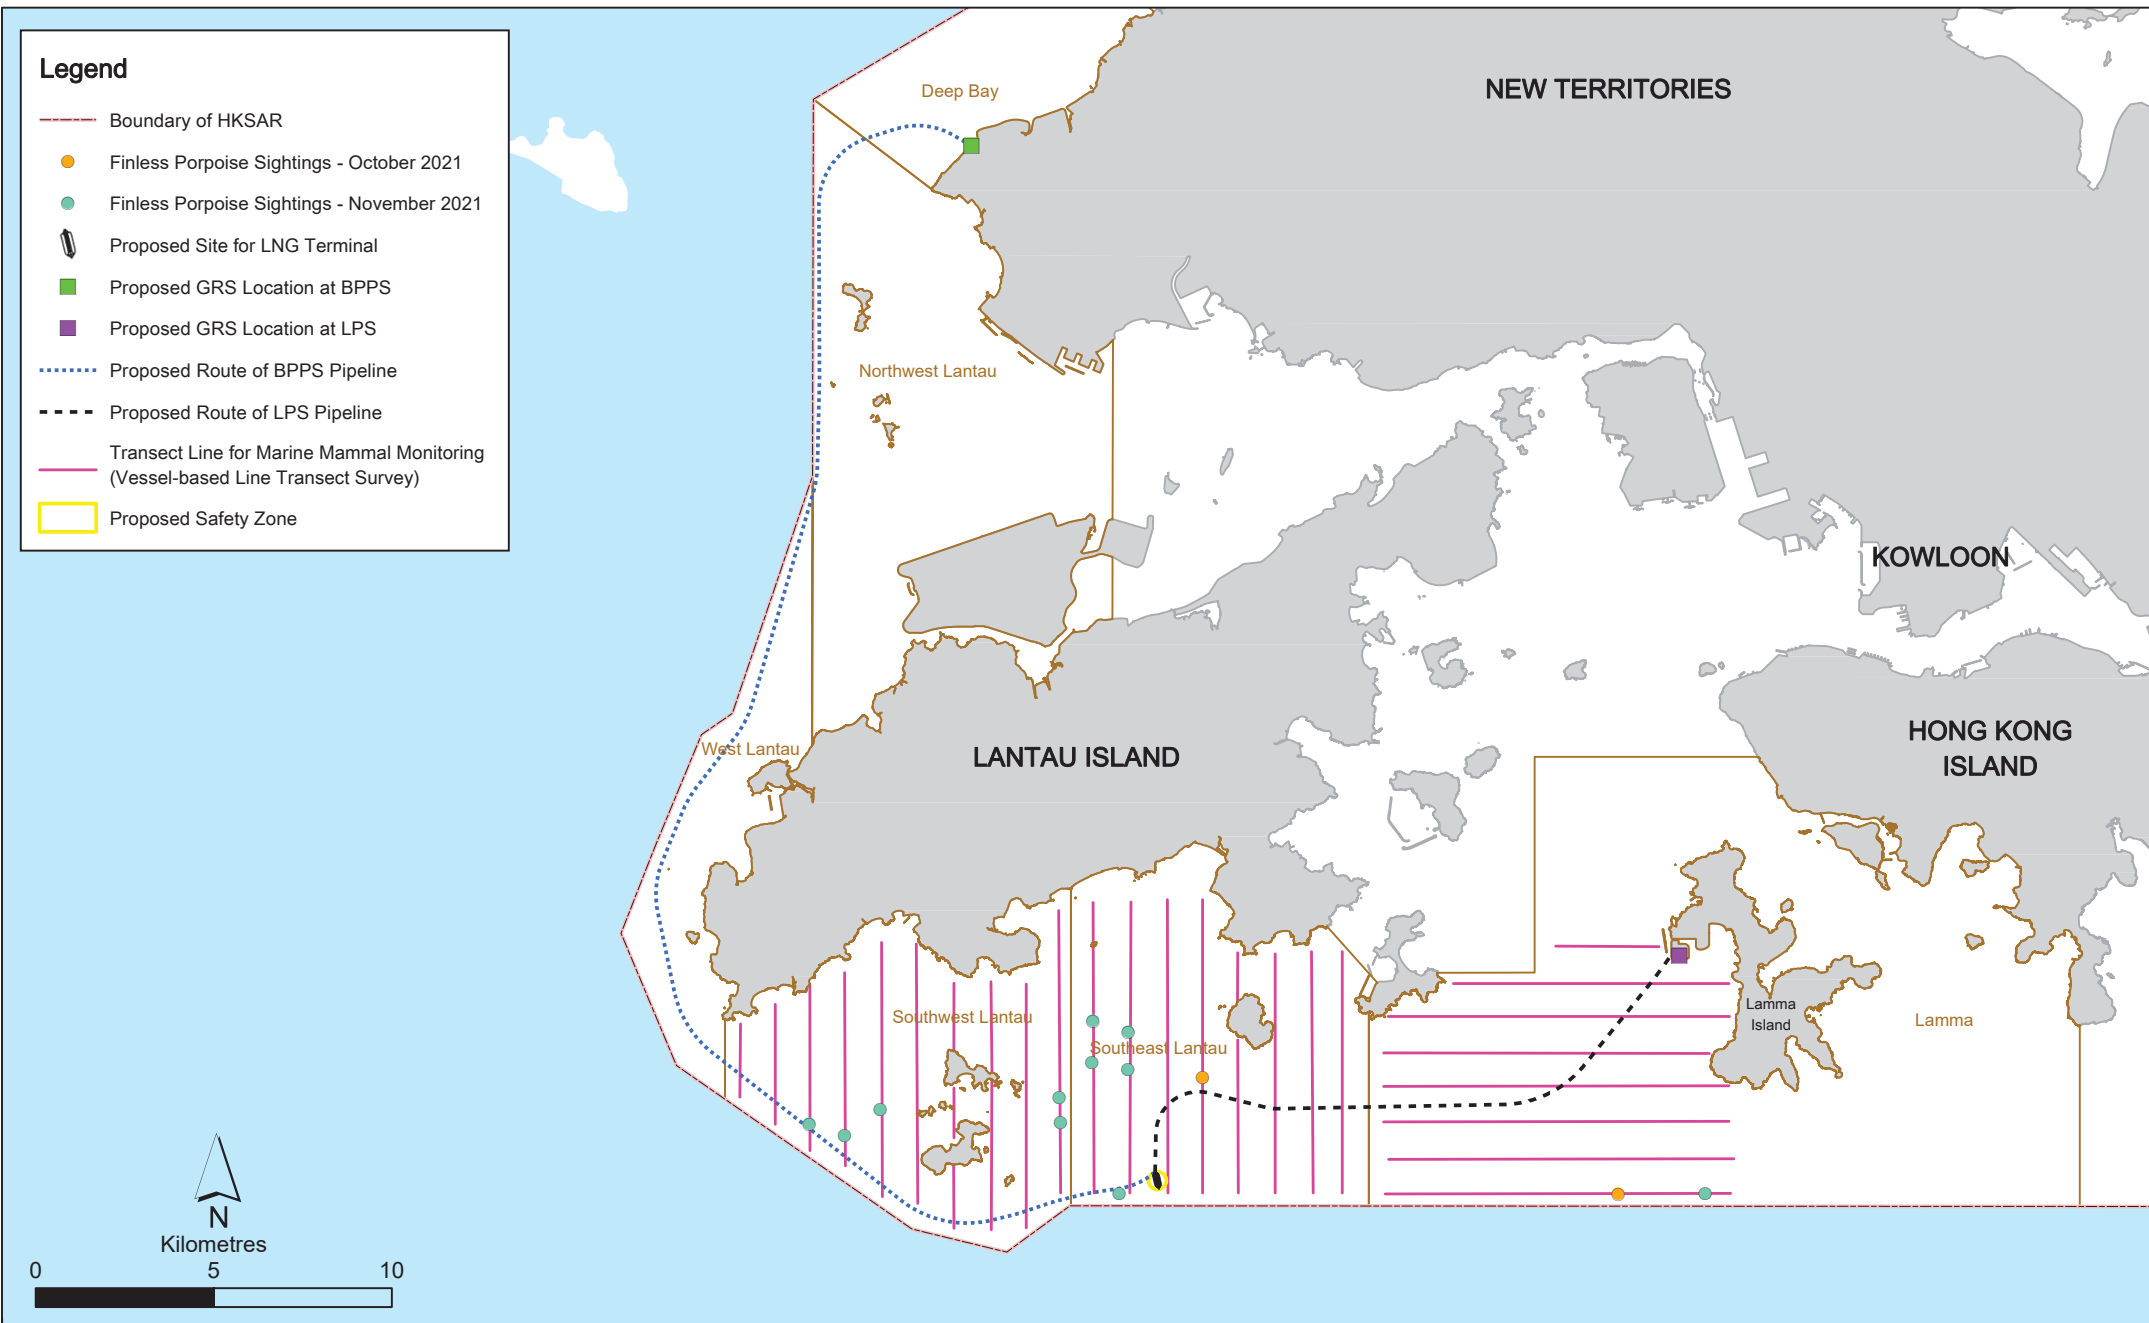 Legend
Boundary of HKSAR
Finless Porpoise Sightings - October 2021
Finless Porpoise Sightings - November 2021
Proposed Site for LNG Terminal
Proposed GRS Location at BPPS
Proposed GRS Location at LPS
Proposed Route of BPPS Pipeline
Proposed Route of LPS Pipeline
Transect Line for Marine Mammal Monitoring
(Vessel-based Line Transect Survey)
Proposed Safety Zone
Deep Bay
NEW TERRITORIES
Northwest Lantau
KOWLOON
West Lantau
LANTAU ISLAND
HONG KONG
ISLAND
Southwest Lantau
Southeast Lantau
Lamma
Island
Lamma
N
Kilometres
0 5 10